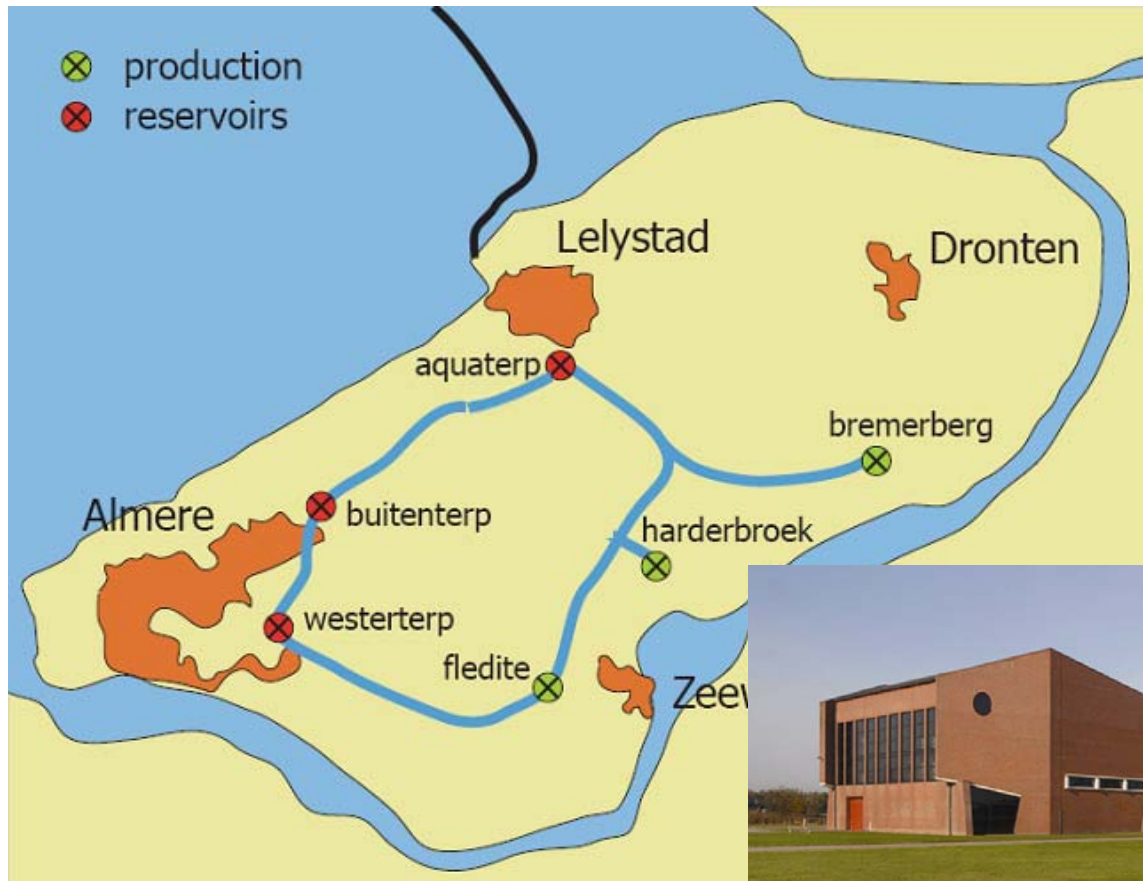 production
reservoirs
Lelystad
Dronten
aquaterp
bremerberg
Almere
buitenterp
harderbroek
westerterp
fledite